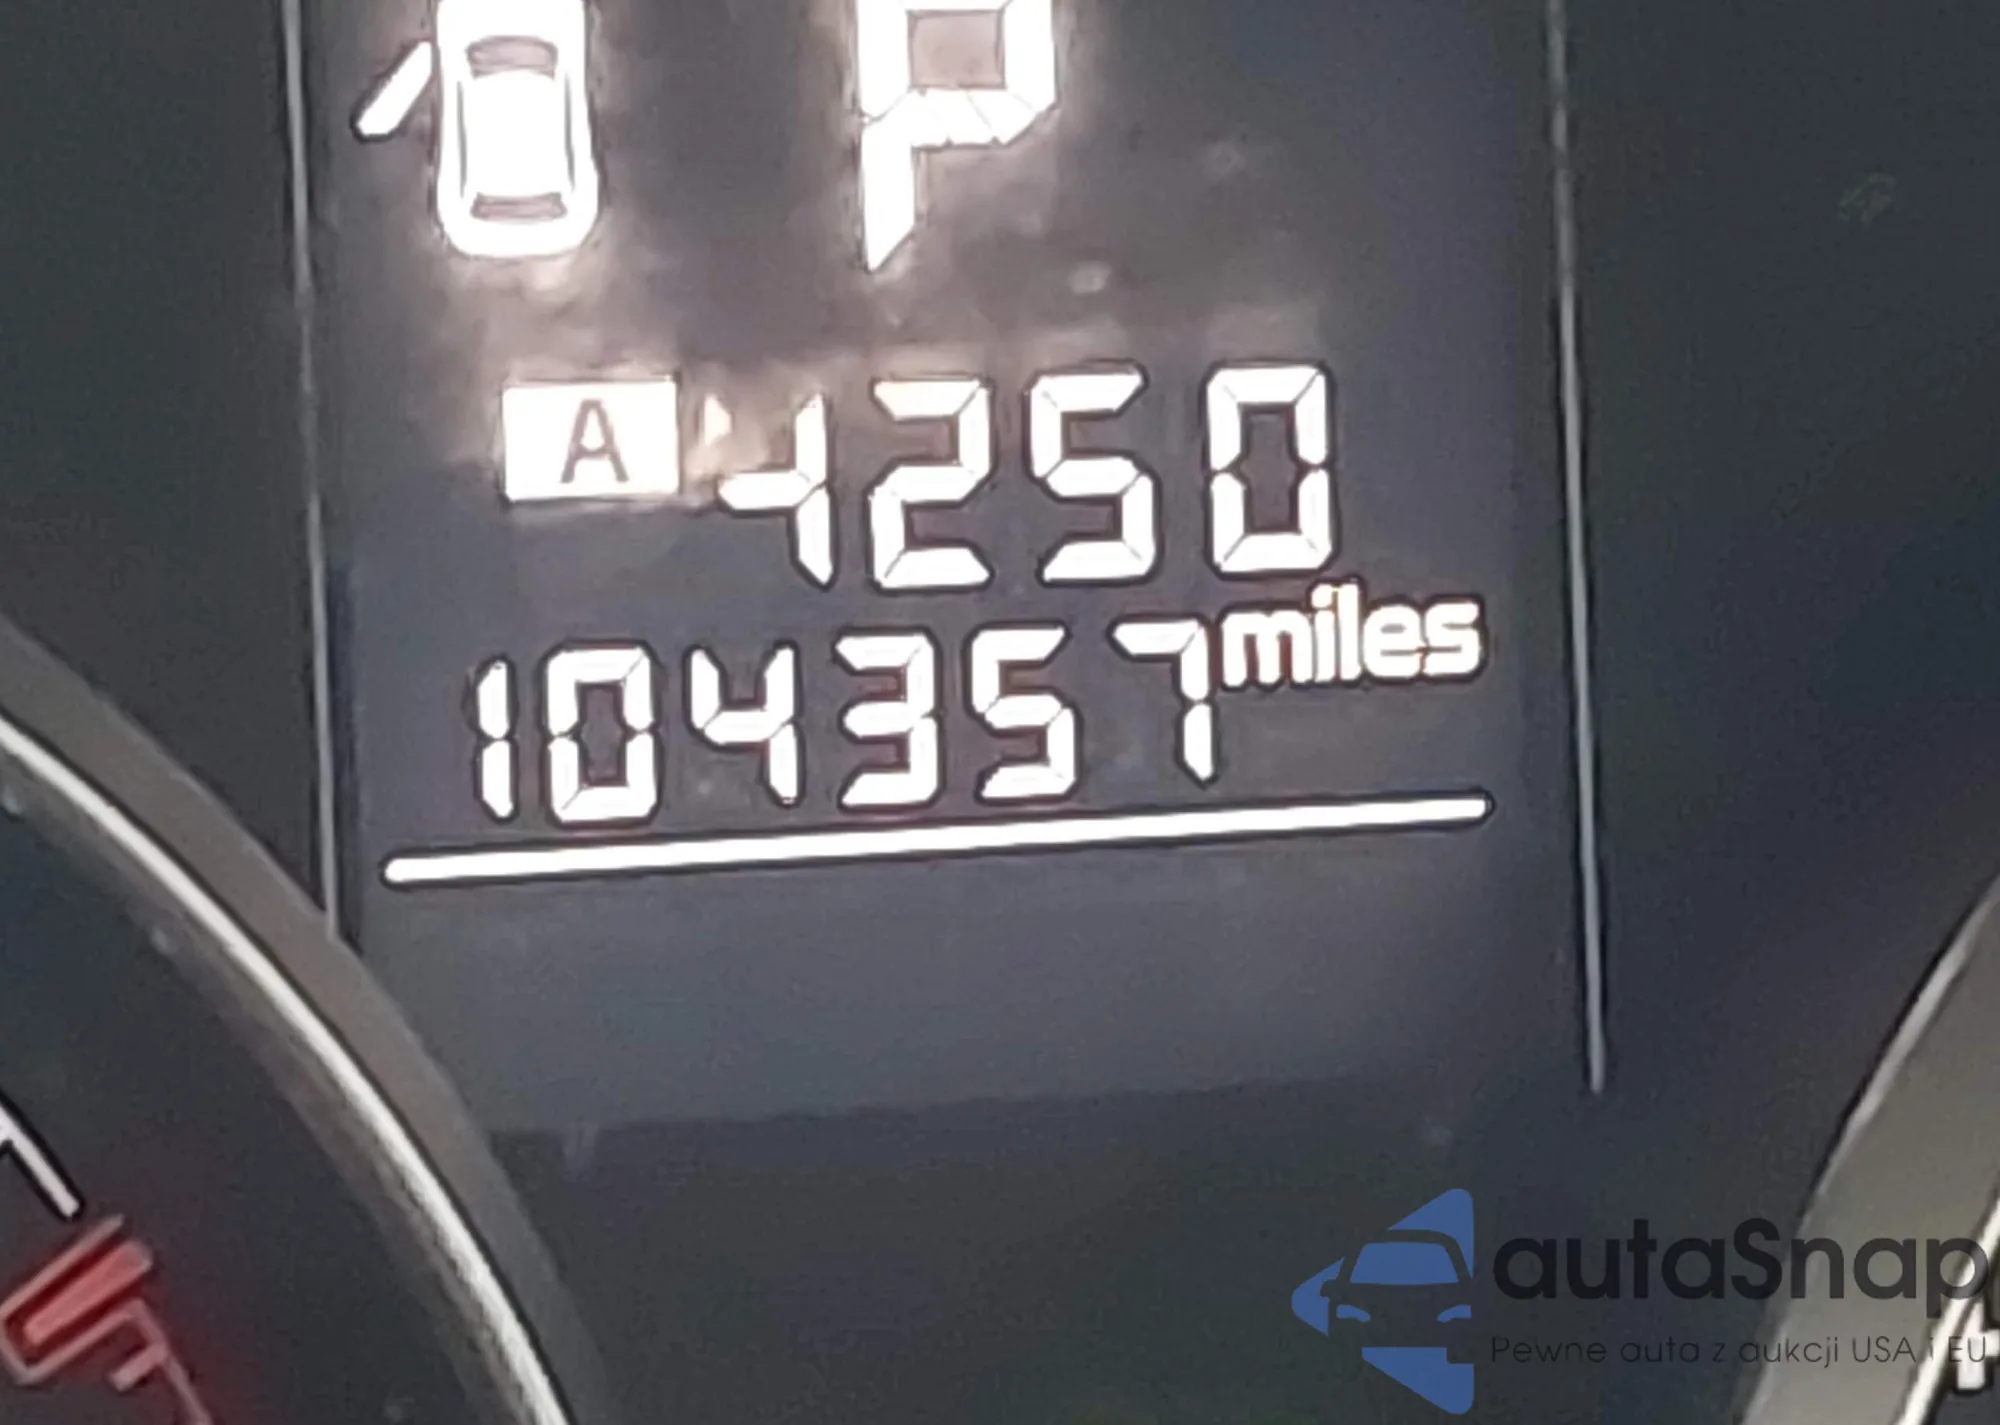 P
A 4250
104357 miles
autaSnap
Pewne auta z aukcji USA i EU